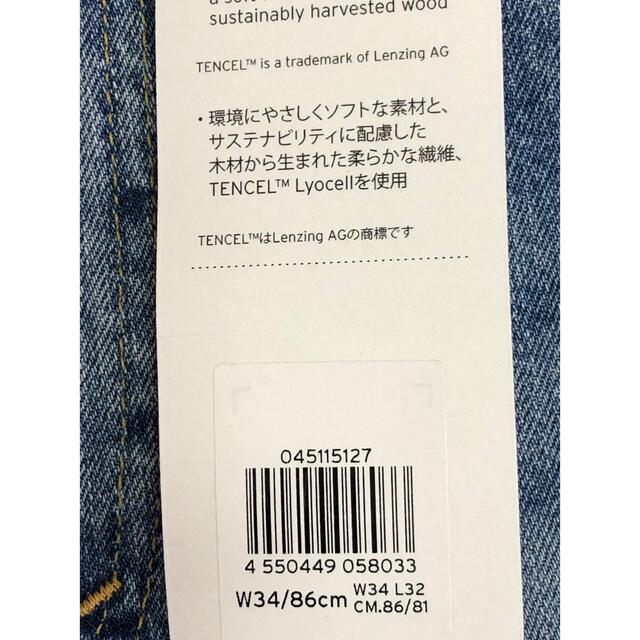 sustainably harvested wood
TENCEL™ is a trademark of Lenzing AG
・環境にやさしくソフトな素材と、
サステナビリティに配慮した
木材から生まれた柔らかな繊維、
TENCEL™ Lyocellを使用
TENCEL™はLenzing AGの商標です
045115127
4 550449 058033
W34/86cm W34 L32
CM.86/81